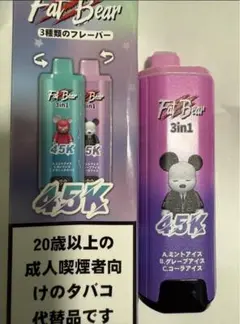 Fat Bear
3種類のフレーバー
3in1
45K
45K
20歳以上の
成人喫煙者向
けのタバコ
代替品です
Fat Bear
3in1
45K
A.ミントアイス
B.グレープアイス
C.コーラアイス